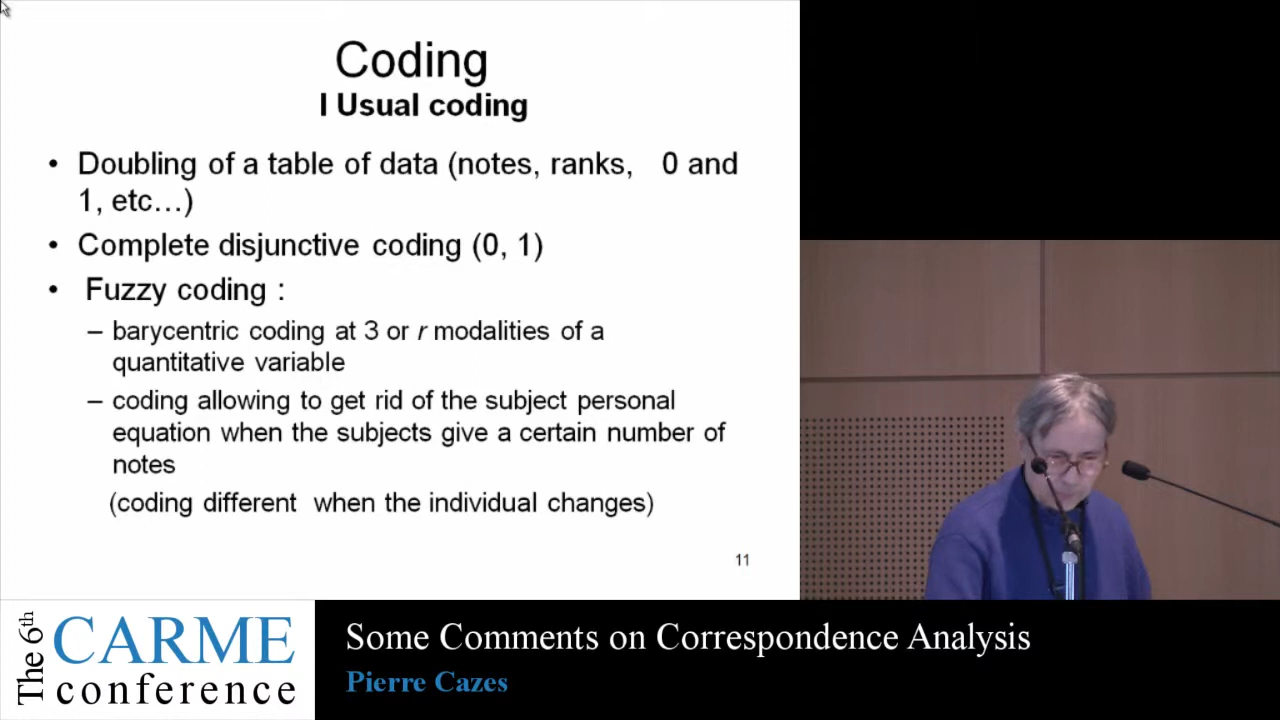 Coding
I Usual coding
• Doubling of a table of data (notes, ranks, 0 and
1, etc…)
• Complete disjunctive coding (0, 1)
• Fuzzy coding :
– barycentric coding at 3 or r modalities of a
quantitative variable
– coding allowing to get rid of the subject personal
equation when the subjects give a certain number of
notes
(coding different when the individual changes)
11
The 6th
CARME
conference
Some Comments on Correspondence Analysis
Pierre Cazes